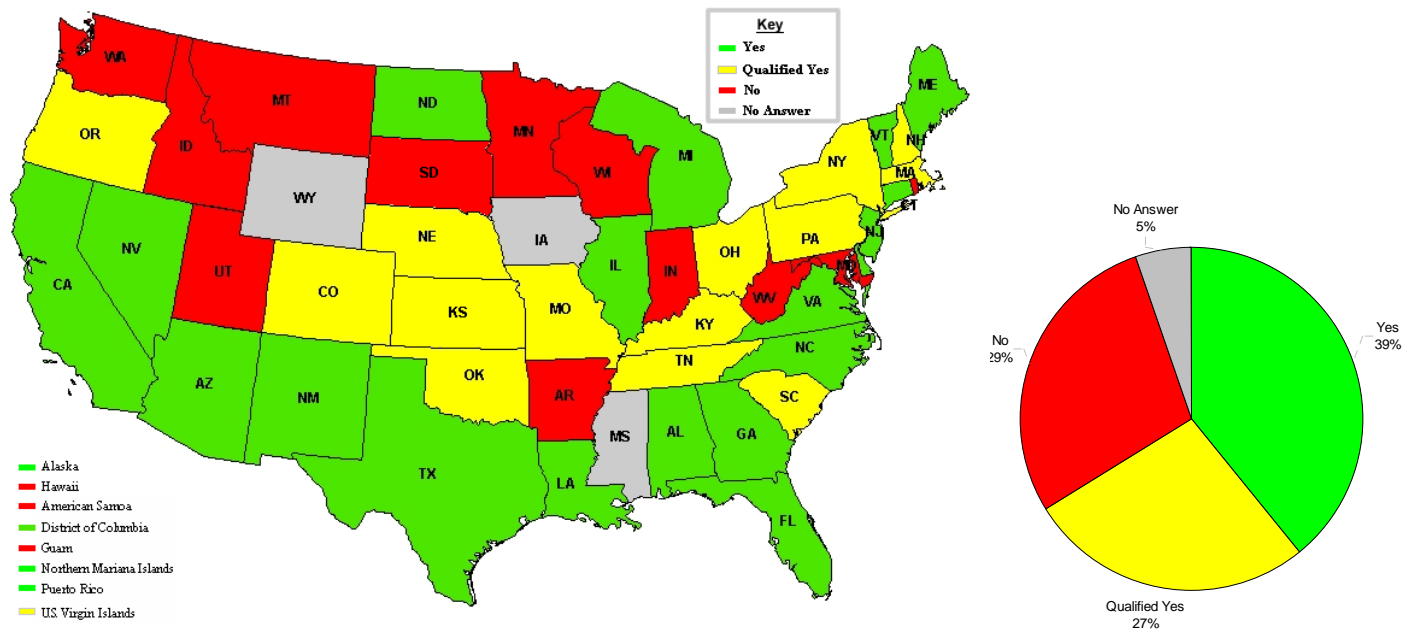 Key
Yes
Qualified Yes
No
No Answer
WA
MT
ND
MN
ME
OR
ID
SD
WI
MI
VT
NH
NY
MA
WY
CT
NE
IA
PA
NJ
NV
UT
CO
IL
IN
OH
MD
CA
KS
MO
WV
VA
KY
NC
AZ
NM
OK
AR
TN
SC
TX
LA
MS
AL
GA
FL
Alaska
Hawaii
American Samoa
District of Columbia
Guam
Northern Mariana Islands
Puerto Rico
U.S. Virgin Islands
No Answer
5%
Yes
39%
No
29%
Qualified Yes
27%